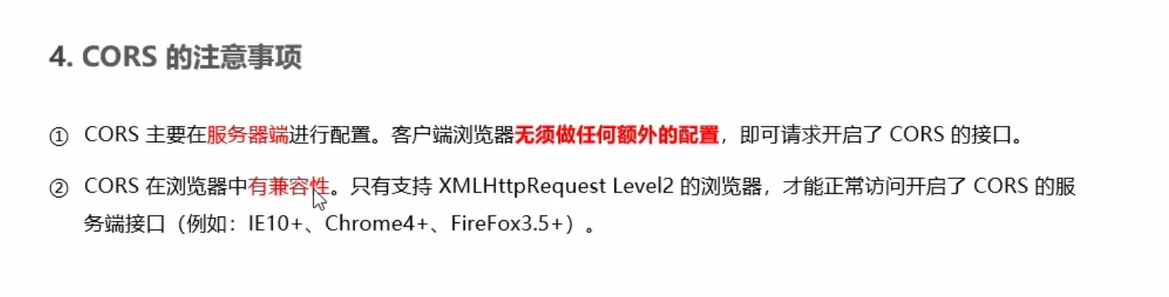 4. CORS 的注意事项
① CORS 主要在服务器端进行配置。客户端浏览器无须做任何额外的配置，即可请求开启了 CORS 的接口。
② CORS 在浏览器中有兼容性。只有支持 XMLHttpRequest Level2 的浏览器，才能正常访问开启了 CORS 的服
务端接口（例如：IE10+、Chrome4+、FireFox3.5+）。